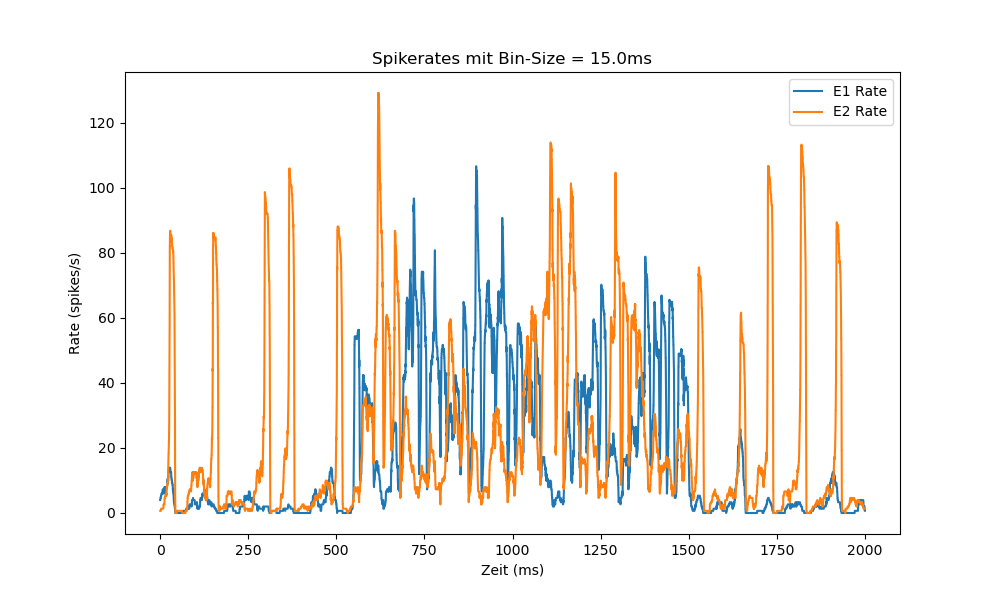 Spikerates mit Bin-Size = 15.0ms
E1 Rate
E2 Rate
120
100
80
60
40
20
0
Rate (spikes/s)
0 250 500 750 1000 1250 1500 1750 2000
Zeit (ms)